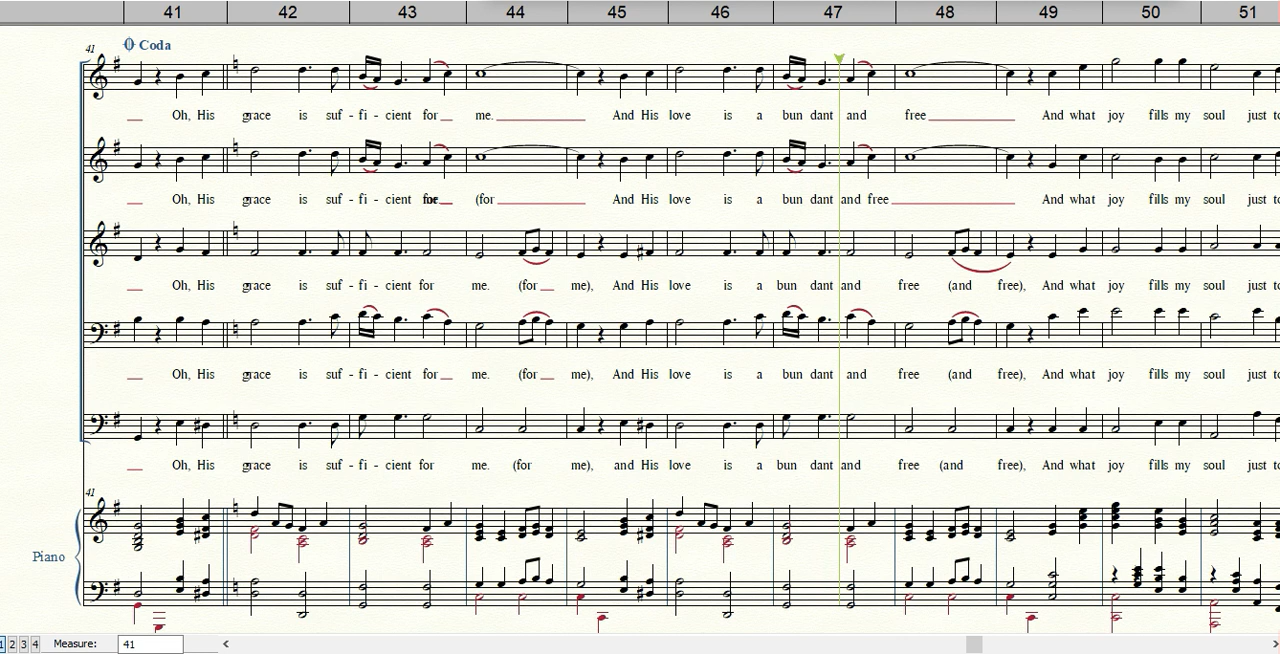 41 42 43 44 45 46 47 48 49 50 51
41 Coda
Oh, His grace is suf - fi - cient for me. And His love is a bun dant and free And what joy fills my soul just to
Oh, His grace is suf - fi - cient (for And His love is a bun dant and free And what joy fills my soul just to
Oh, His grace is suf - fi - cient for me. (for me), And His love is a bun dant and free (and free), And what joy fills my soul just to
Oh, His grace is suf - fi - cient for me. (for me), And His love is a bun dant and free (and free), And what joy fills my soul just to
Oh, His grace is suf - fi - cient for me. (for me), and His love is a bun dant and free (and free), And what joy fills my soul just to
41
Piano
1 2 3 4 Measure: 41